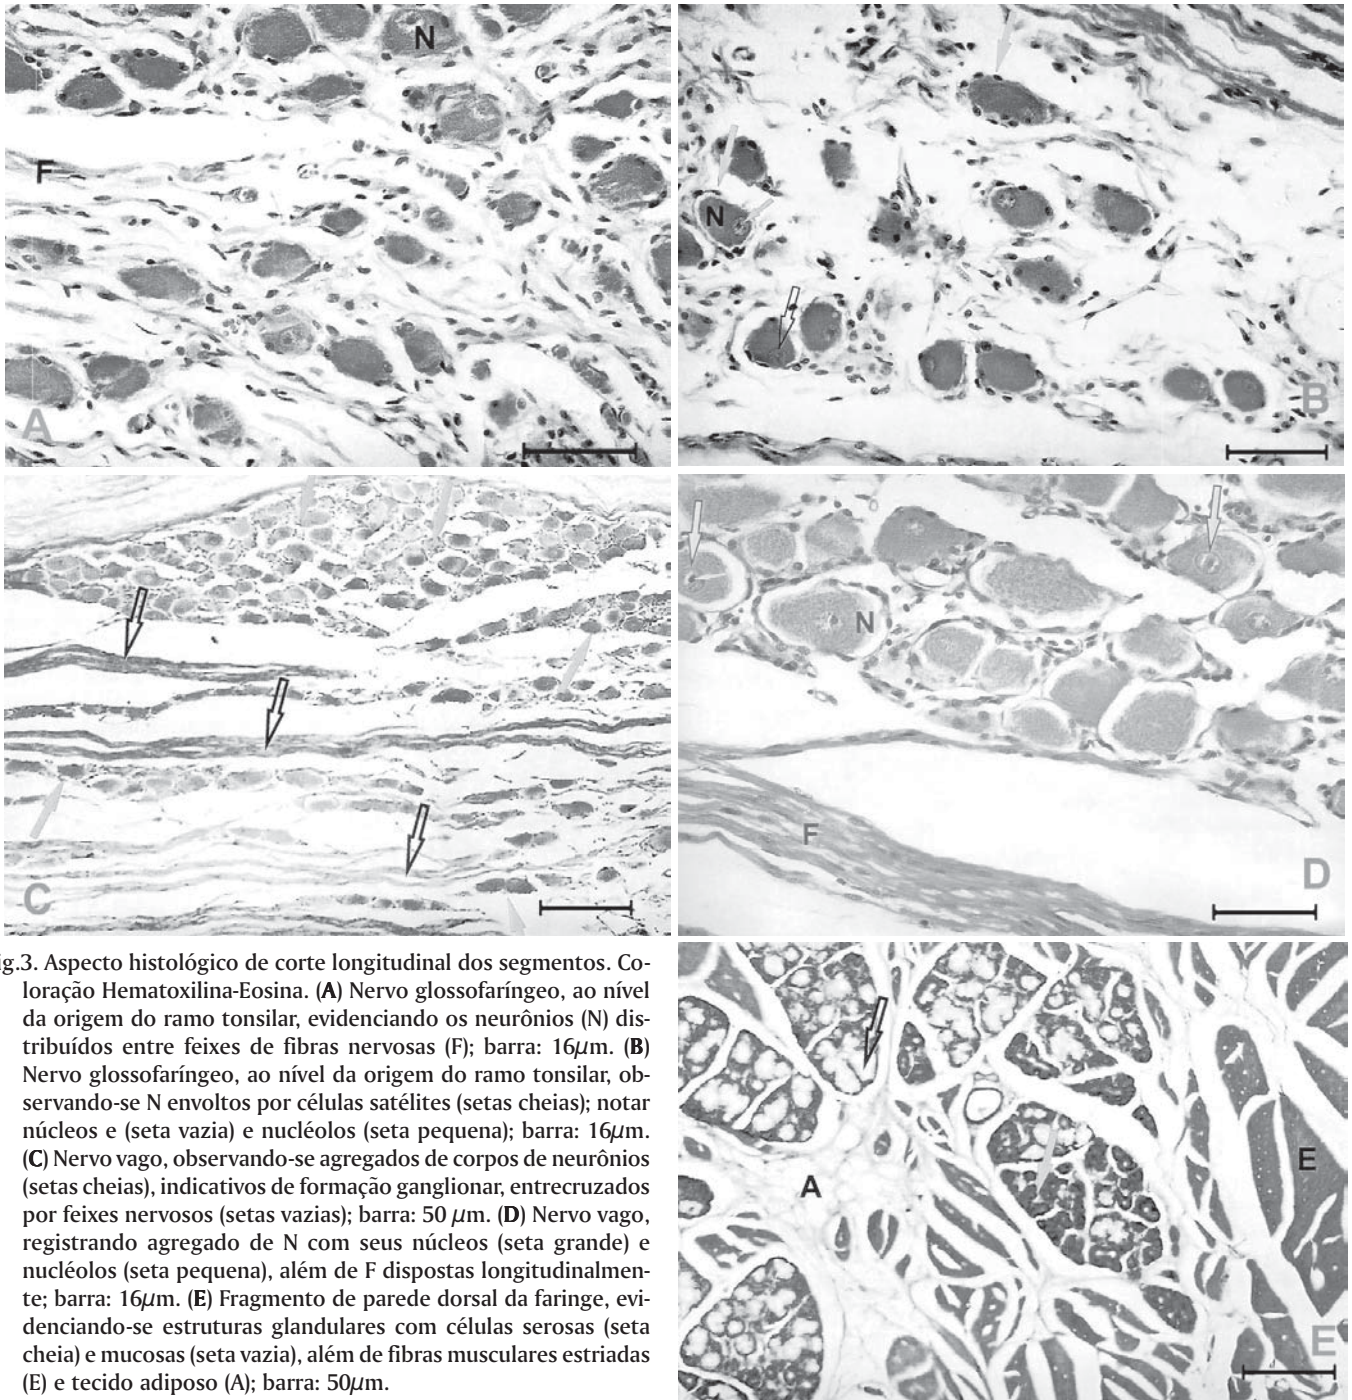 N
F
A
N
B
C
N
F
D
A
E
E
ig.3. Aspecto histológico de corte longitudinal dos segmentos. Co-
loração Hematoxilina-Eosina. (A) Nervo glossofaríngeo, ao nível
da origem do ramo tonsilar, evidenciando os neurônios (N) dis-
tribuídos entre feixes de fibras nervosas (F); barra: 16μm. (B)
Nervo glossofaríngeo, ao nível da origem do ramo tonsilar, ob-
servando-se N envoltos por células satélites (setas cheias); notar
núcleos e (seta vazia) e nucléolos (seta pequena); barra: 16μm.
(C) Nervo vago, observando-se agregados de corpos de neurônios
(setas cheias), indicativos de formação ganglionar, entrecruzados
por feixes nervosos (setas vazias); barra: 50 μm. (D) Nervo vago,
registrando agregado de N com seus núcleos (seta grande) e
nucléolos (seta pequena), além de F dispostas longitudinalmen-
te; barra: 16μm. (E) Fragmento de parede dorsal da faringe, evi-
denciando-se estruturas glandulares com células serosas (seta
cheia) e mucosas (seta vazia), além de fibras musculares estriadas
(E) e tecido adiposo (A); barra: 50μm.